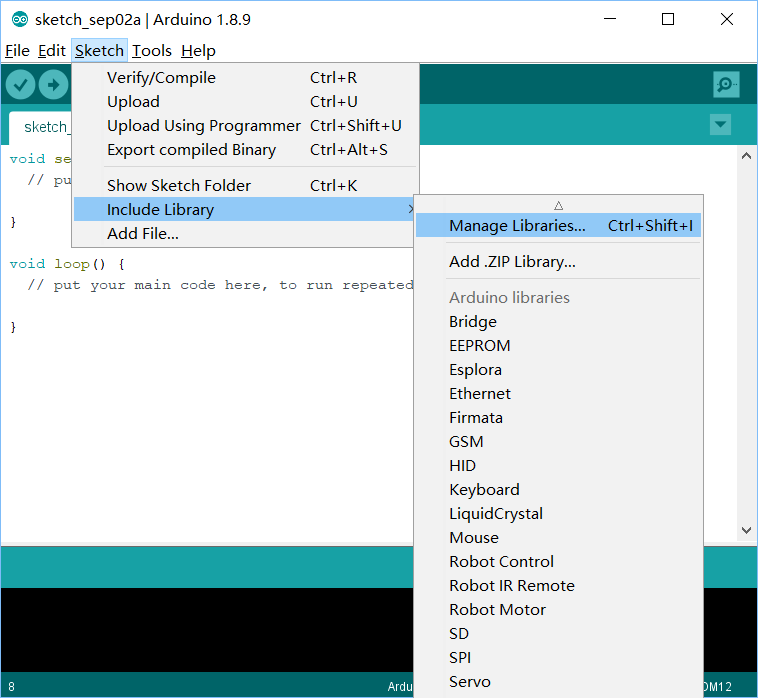 sketch_sep02a | Arduino 1.8.9
File Edit Sketch Tools Help
Verify/Compile Ctrl+R
Upload Ctrl+U
Upload Using Programmer Ctrl+Shift+U
Export compiled Binary Ctrl+Alt+S
Show Sketch Folder Ctrl+K
Include Library
Add File...
Manage Libraries... Ctrl+Shift+I
Add .ZIP Library...
Arduino libraries
Bridge
EEPROM
Esplora
Ethernet
Firmata
GSM
HID
Keyboard
LiquidCrystal
Mouse
Robot Control
Robot IR Remote
Robot Motor
SD
SPI
Servo
sketch_
void se
// pu
}
void loop() {
// put your main code here, to run repeated
}
8
Ardu
OM12